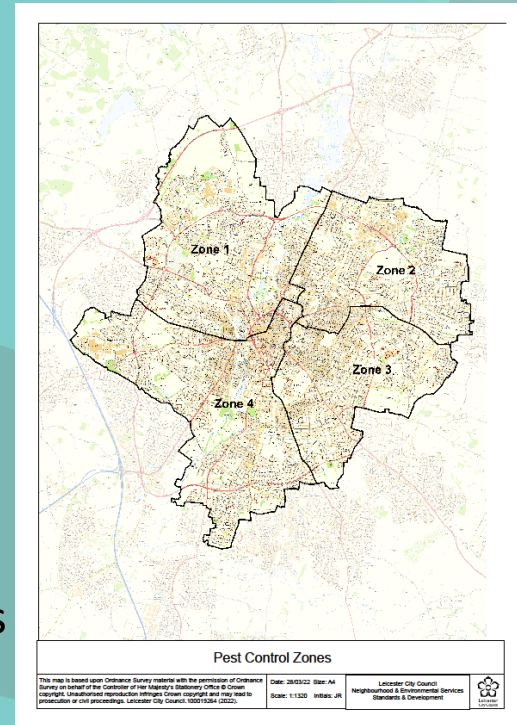 Zone 1
Zone 2
Zone 3
Zone 4
s
Pest Control Zones
This map is based upon Ordnance Survey material with the permission of Ordnance
Survey on behalf of the Controller of Her Majesty's Stationery Office © Crown
copyright. Unauthorised reproduction infringes Crown copyright and may lead to
prosecution or civil proceedings. Leicester City Council.100019264 (2022).
Date: 28/03/22 Size: A4
Scale: 1:1320 Initials: JR
Leicester City Council
Neighbourhood & Environmental Services
Standards & Development
Leicester
City Council